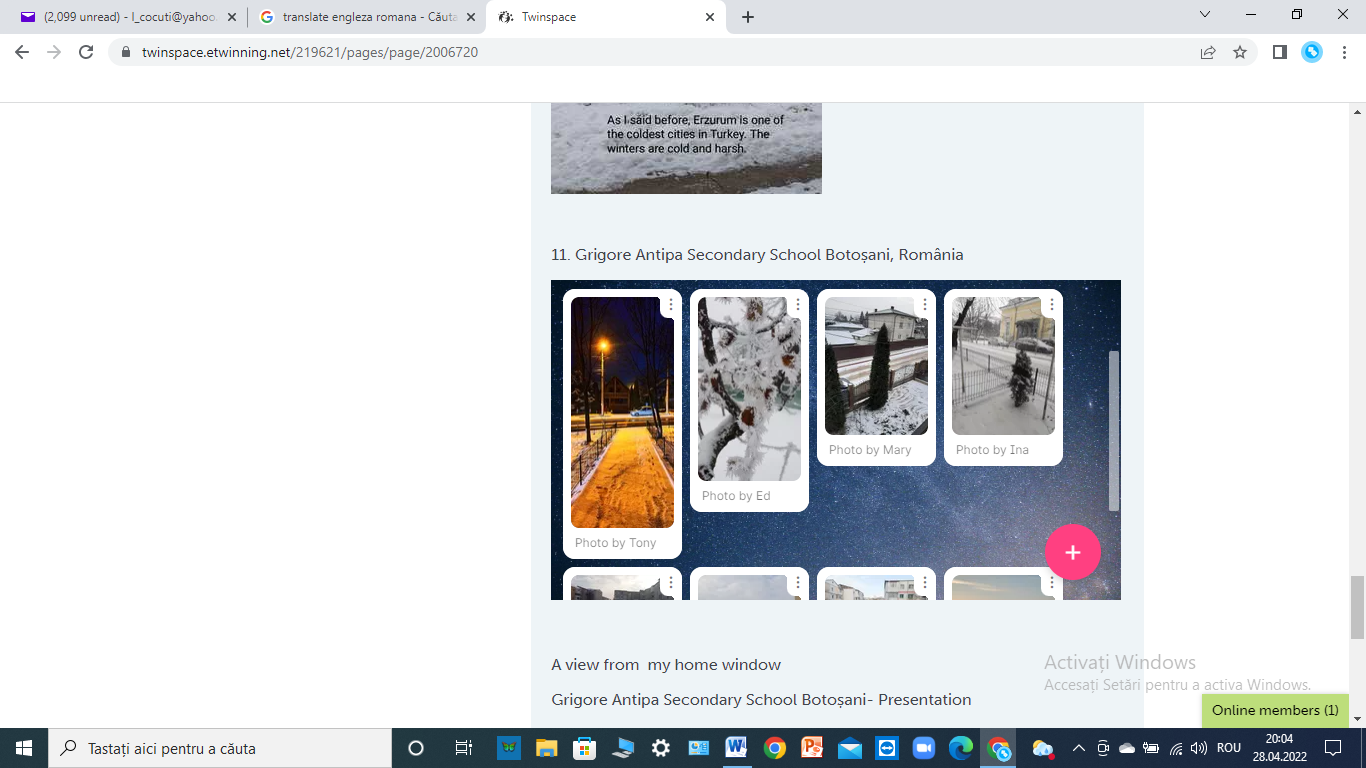 (2,099 unread) - l_cocuti@yahoo.
translate engleza romana - Căuta
Twinspace
twinspace.etwinning.net/219621/pages/page/2006720
As I said before, Erzurum is one of
the coldest cities in Turkey. The
winters are cold and harsh.
11. Grigore Antipa Secondary School Botoșani, România
Photo by Tony
Photo by Ed
Photo by Mary
Photo by Ina
A view from  my home window
Grigore Antipa Secondary School Botoșani- Presentation
Activați Windows
Accesați Setări pentru a activa Windows.
Online members (1)
Tastați aici pentru a căuta
ROU
20:04
28.04.2022